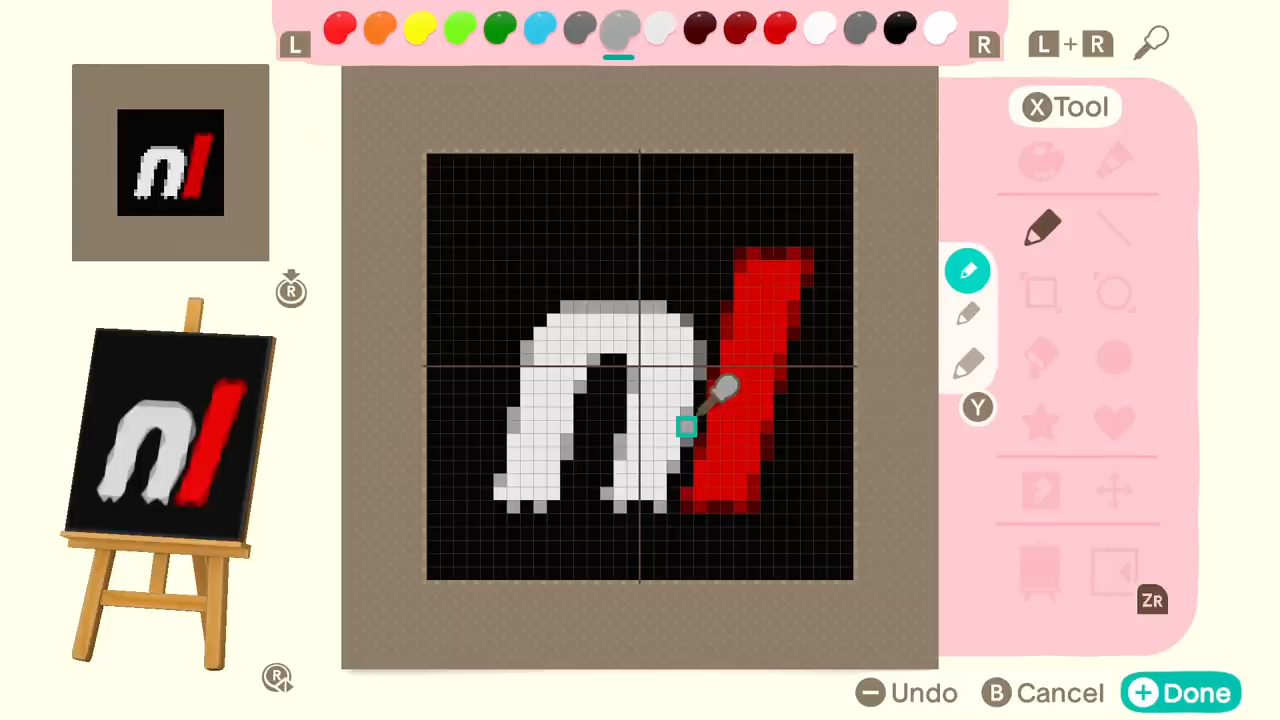 L
R
L + R
X Tool
n/
Y
R
ZR
R
− Undo
B Cancel
+ Done